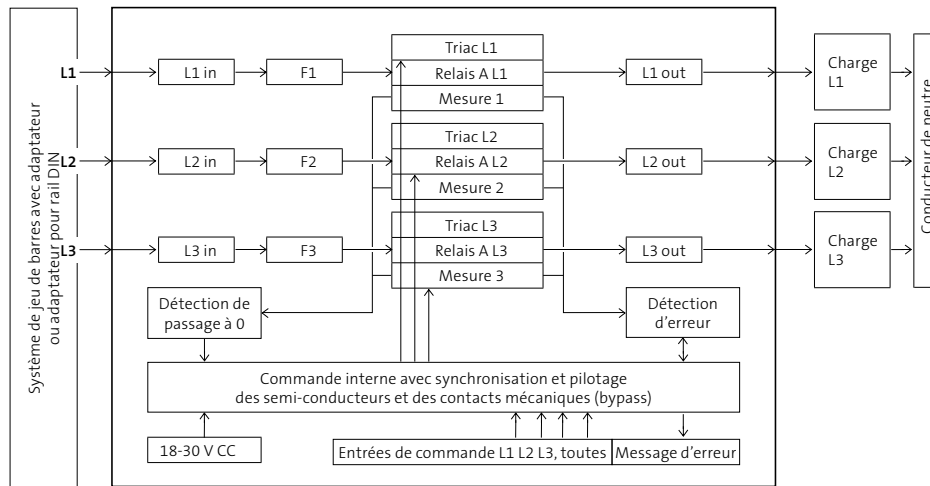 Système de jeu de barres avec adaptateur
ou adaptateur pour rail DIN
L1
L1 in
F1
Triac L1
Relais A L1
Mesure 1
L1 out
Charge
L1
L2
L2 in
F2
Triac L2
Relais A L2
Mesure 2
L2 out
Charge
L2
L3
L3 in
F3
Triac L3
Relais A L3
Mesure 3
L3 out
Charge
L3
Conducteur de neutre
Détection de
passage à 0
Détection
d'erreur
Commande interne avec synchronisation et pilotage
des semi-conducteurs et des contacts mécaniques (bypass)
18-30 V CC
Entrées de commande L1 L2 L3, toutes
Message d'erreur